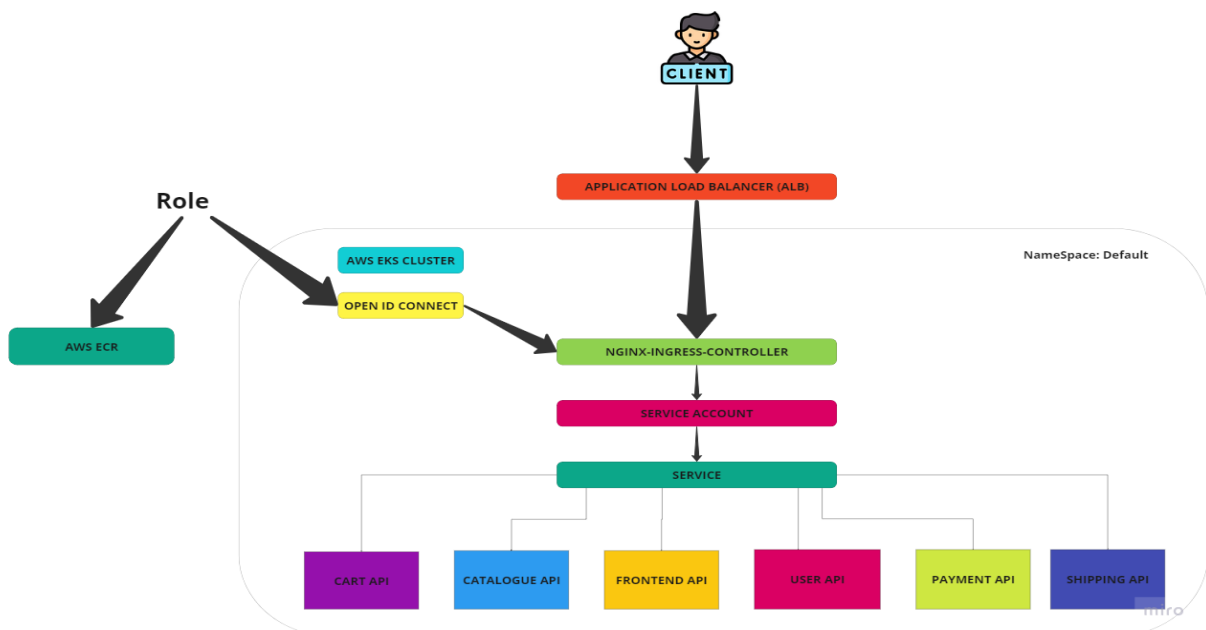 CLIENT
APPLICATION LOAD BALANCER (ALB)
Role
NameSpace: Default
AWS EKS CLUSTER
OPEN ID CONNECT
AWS ECR
NGINX-INGRESS-CONTROLLER
SERVICE ACCOUNT
SERVICE
CART API
CATALOGUE API
FRONTEND API
USER API
PAYMENT API
SHIPPING API
miro